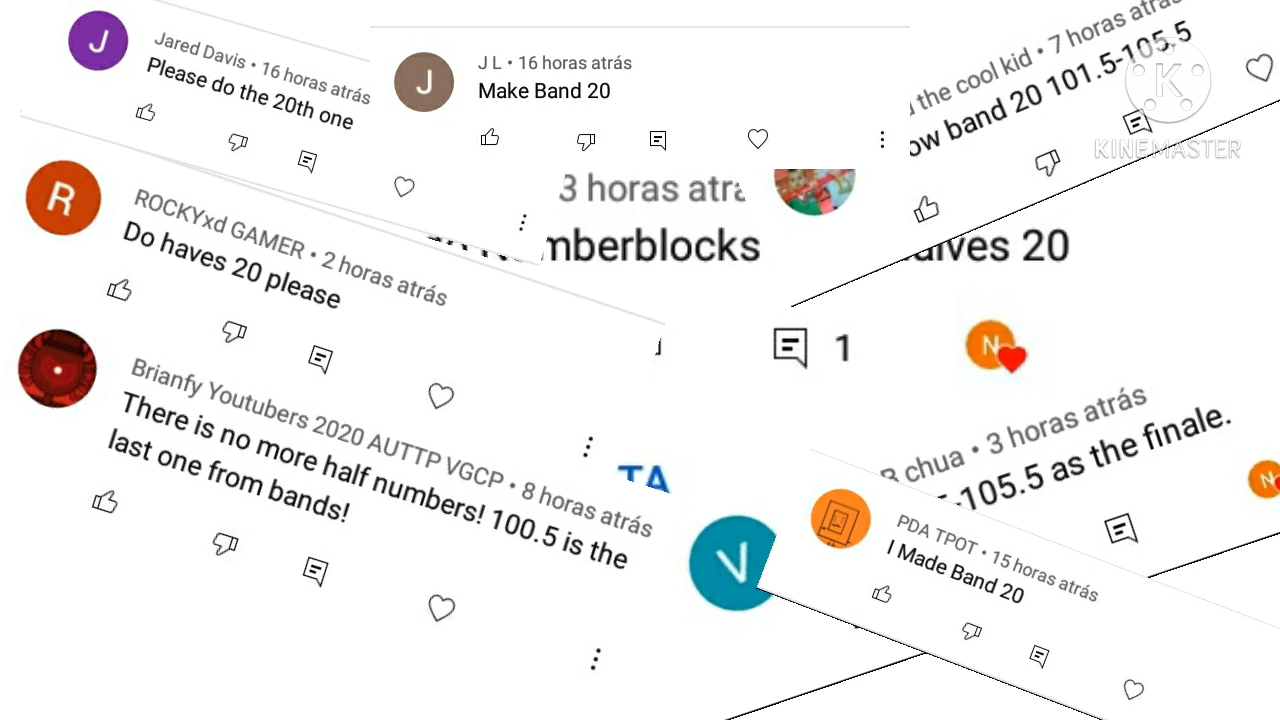 J
Jared Davis • 16 horas atrás
Please do the 20th one
J
J L • 16 horas atrás
Make Band 20
the cool kid • 7 horas atrás
band 20 101.5-105.5
K
KINEMASTER
3 horas
20
1
N
R
ROCKYxd GAMER • 2 horas atrás
Do haves 20 please
Brianfy Youtubers 2020 AUTTP VGCP • 8 horas atrás
There is no more half numbers! 100.5 is the
last one from bands!
TA
chua • 3 horas atrás
-105.5 as the finale.
N
V
PDA TPOT • 15 horas atrás
I Made Band 20